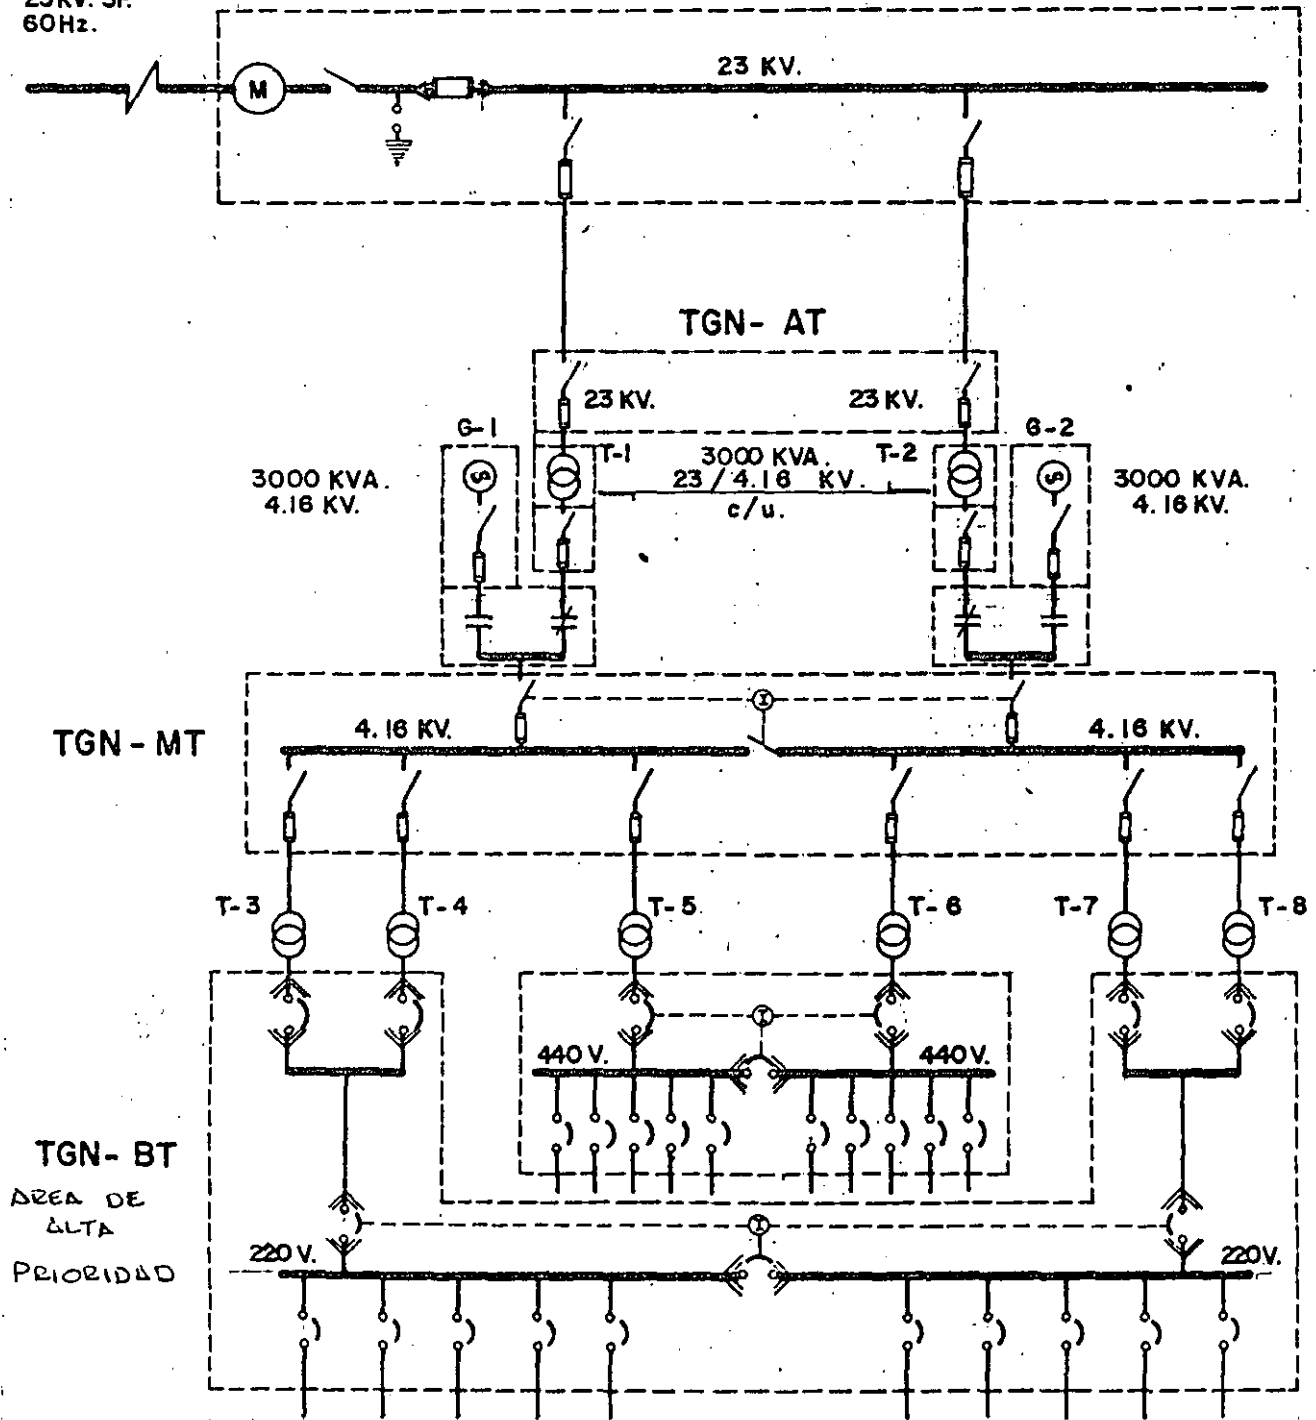 60Hz.
M
23 KV.
TGN- AT
23 KV.
23 KV.
G-1
T-1
3000 KVA.
23/4.16 KV.
c/u.
T-2
G-2
3000 KVA.
4.16 KV.
3000 KVA.
4.16 KV.
TGN-MT
4.16 KV.
I
4.16 KV.
T-3
T-4
T-5
T-6
T-7
T-8
I
440 V.
440 V.
TGN-BT
AREA DE
ALTA
PRIORIDAD
I
220 V.
220 V.